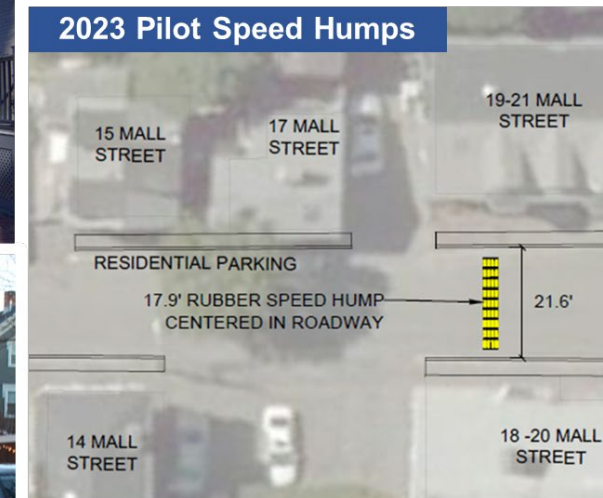 2023 Pilot Speed Humps
15 MALL
STREET
17 MALL
STREET
19-21 MALL
STREET
RESIDENTIAL PARKING
17.9' RUBBER SPEED HUMP
CENTERED IN ROADWAY
21.6'
14 MALL
STREET
18 -20 MALL
STREET